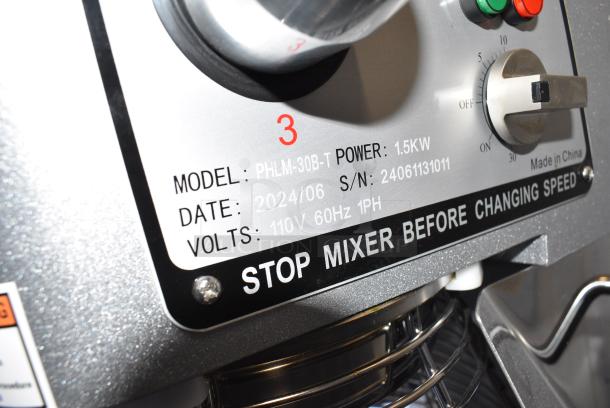 3
10
5
OFF
ON
30
3
MODEL: PHLM-30B-T POWER: 1.5KW
DATE: 2024/06 S/N: 24061131011
VOLTS: 110V 60Hz 1PH
Made in China
STOP MIXER BEFORE CHANGING SPEED